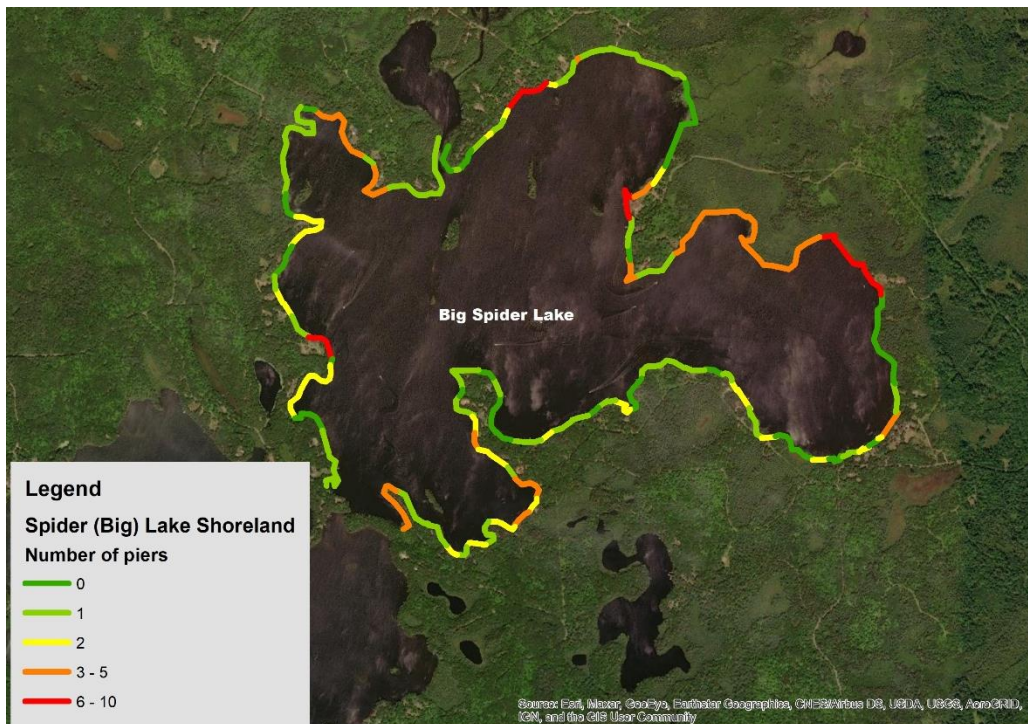 Big Spider Lake
Legend
Spider (Big) Lake Shoreland
Number of piers
0
1
2
3 - 5
6 - 10
Source: Esri, Maxar, GeoEye, Earthstar Geographics, CNES/Airbus DS, USDA, USGS, AeroGRID,
IGN, and the GIS User Community